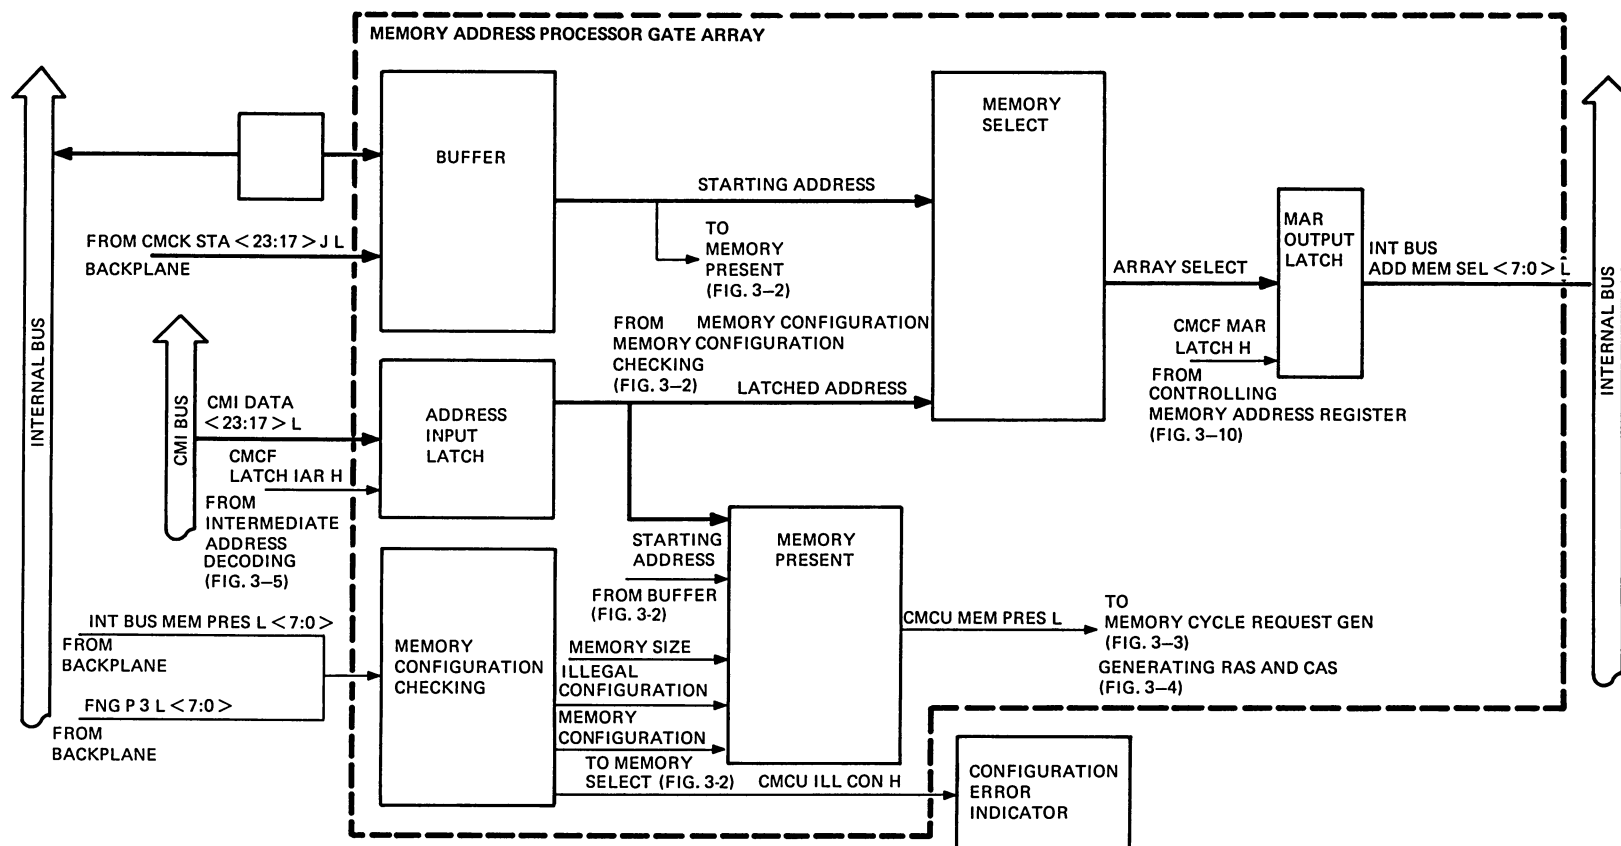 MEMORY ADDRESS PROCESSOR GATE ARRAY
INTERNAL BUS
BUFFER
FROM CMCK STA <23:17> J L
BACKPLANE
STARTING ADDRESS
TO
MEMORY
PRESENT
(FIG. 3-2)
MEMORY
SELECT
ARRAY SELECT
MAR
OUTPUT
LATCH
INT BUS
ADD MEM SEL <7:0> L
INTERNAL BUS
CMCF MAR
LATCH H
FROM
CONTROLLING
MEMORY ADDRESS REGISTER
(FIG. 3-10)
FROM MEMORY CONFIGURATION
MEMORY CONFIGURATION
CHECKING
(FIG. 3-2)
LATCHED ADDRESS
CMI BUS
CMI DATA
<23:17> L
CMCF
LATCH IAR H
FROM
INTERMEDIATE
ADDRESS
DECODING
(FIG. 3-5)
ADDRESS
INPUT
LATCH
STARTING
ADDRESS
FROM BUFFER
(FIG. 3-2)
MEMORY
PRESENT
CMCU MEM PRES L
TO
MEMORY CYCLE REQUEST GEN
(FIG. 3-3)
GENERATING RAS AND CAS
(FIG. 3-4)
INT BUS MEM PRES L <7:0>
FROM
BACKPLANE
FNG P 3 L <7:0>
FROM
BACKPLANE
MEMORY
CONFIGURATION
CHECKING
MEMORY SIZE
ILLEGAL
CONFIGURATION
MEMORY
CONFIGURATION
TO MEMORY
SELECT (FIG. 3-2)
CMCU ILL CON H
CONFIGURATION
ERROR
INDICATOR